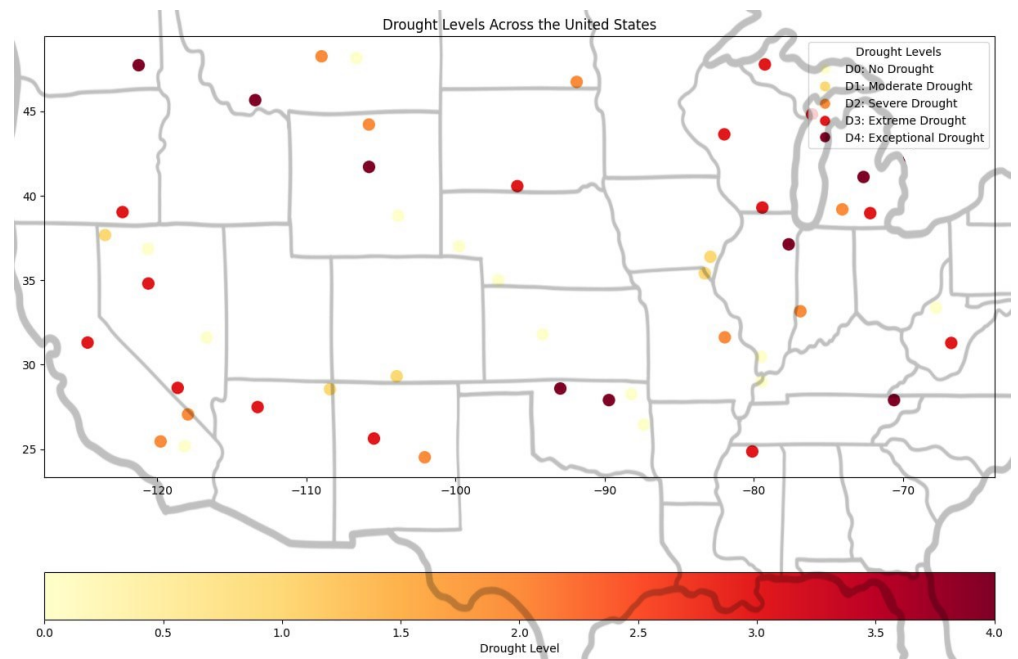 Drought Levels Across the United States
Drought Levels
D0: No Drought
D1: Moderate Drought
D2: Severe Drought
D3: Extreme Drought
D4: Exceptional Drought
45
40
35
30
25
−120 −110 −100 −90 −80 −70
0.0 0.5 1.0 1.5 2.0 2.5 3.0 3.5 4.0
Drought Level